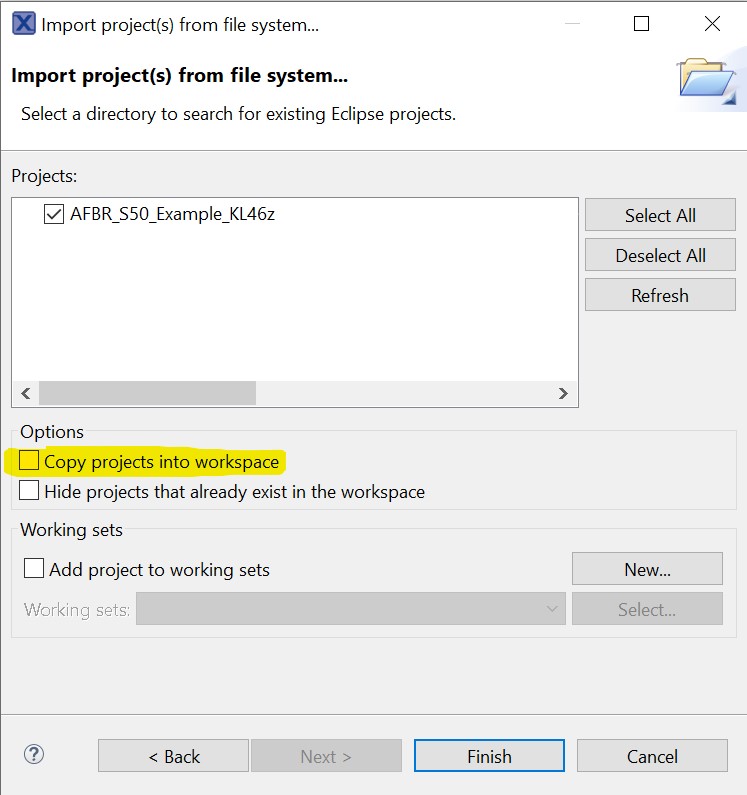 Import project(s) from file system...
Import project(s) from file system...
Select a directory to search for existing Eclipse projects.
Projects:
AFBR_S50_Example_KL46z
Select All
Deselect All
Refresh
Options
Copy projects into workspace
Hide projects that already exist in the workspace
Working sets
Add project to working sets
New...
Working sets:
Select...
< Back
Next >
Finish
Cancel